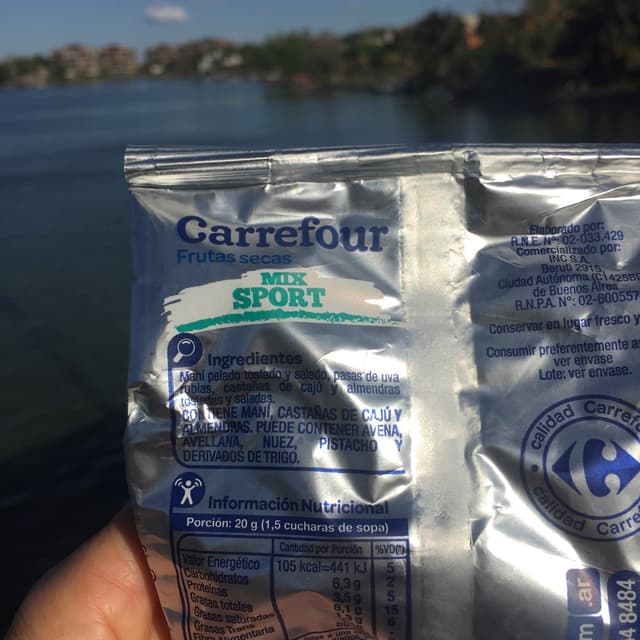 Carrefour
Frutas secas
MIX
SPORT
Ingredientes
Maní pelado tostado y salado, pasas de uva
rubias, castañas de cajú y almendras
tostadas y saladas.
CONTIENE MANÍ, CASTAÑAS DE CAJÚ Y
ALMENDRAS. PUEDE CONTENER AVENA,
AVELLANA, NUEZ, PISTACHO Y
DERIVADOS DE TRIGO.
Información Nutricional
Porción: 20 g (1,5 cucharas de sopa)
Cantidad por Porción %VD(*)
Valor Energético 105 kcal=441 kJ 5
Carbohidratos 6,3 g 2
Proteínas 3,5 g 5
Grasas totales 8,1 g 15
Grasas saturadas
Grasas Trans
Fibra Alimentaria
Elaborado por:
R.N.E. N°: 02-033.429
Comercializado por:
INC S.A.
Beruti 2915,
Ciudad Autónoma
de Buenos Aires
R.N.P.A. N°:
Conservar en lugar fresco y
Consumir preferentemente
ver envase
Lote: ver envase.
calidad Carrefour
calidad
ar
8484